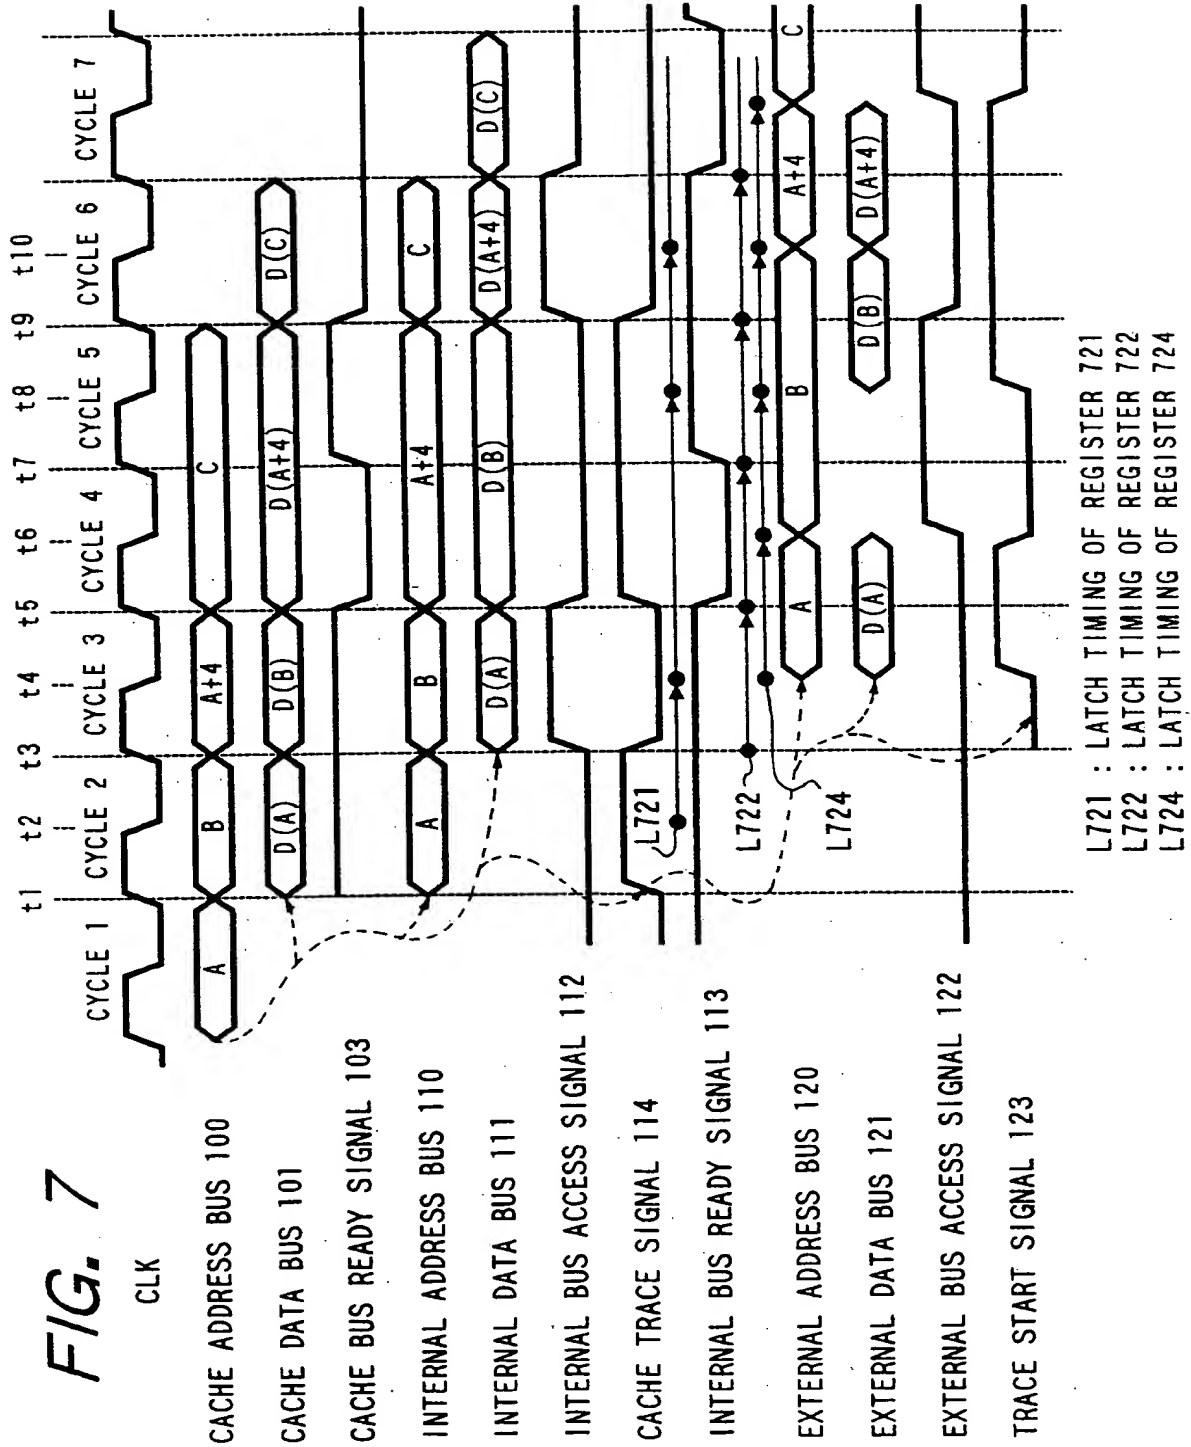 FIG. 7
t1 t2 t3 t4 t5 t6 t7 t8 t9 t10
CYCLE 1 CYCLE 2 CYCLE 3 CYCLE 4 CYCLE 5 CYCLE 6 CYCLE 7
CLK
CACHE ADDRESS BUS 100 A B A+4 C
CACHE DATA BUS 101 D(A) D(B) D(A+4) D(C)
CACHE BUS READY SIGNAL 103
INTERNAL ADDRESS BUS 110 A B A+4 C
INTERNAL DATA BUS 111 D(A) D(B) D(A+4) D(C)
INTERNAL BUS ACCESS SIGNAL 112
CACHE TRACE SIGNAL 114
L721
INTERNAL BUS READY SIGNAL 113
L722
L724
EXTERNAL ADDRESS BUS 120 A B A+4 C
EXTERNAL DATA BUS 121 D(A) D(B) D(A+4)
EXTERNAL BUS ACCESS SIGNAL 122
TRACE START SIGNAL 123
L721 : LATCH TIMING OF REGISTER 721
L722 : LATCH TIMING OF REGISTER 722
L724 : LATCH TIMING OF REGISTER 724